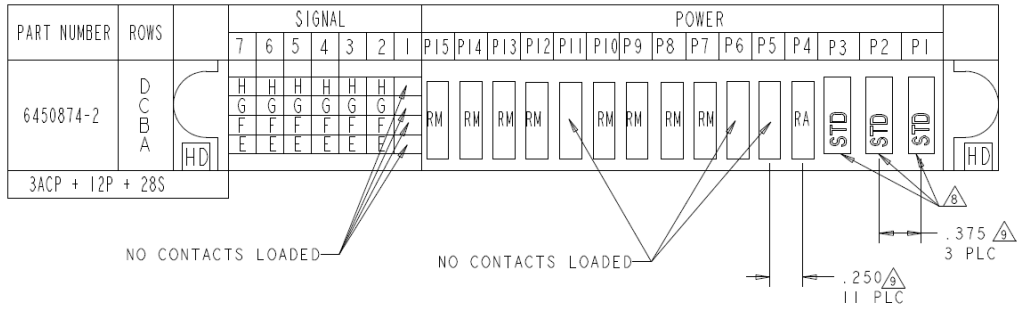 PART NUMBER ROWS SIGNAL POWER
7 6 5 4 3 2 1 P15 P14 P13 P12 P11 P10 P9 P8 P7 P6 P5 P4 P3 P2 P1
6450874-2
D H H H H H H
C G G G G G G
B F F F F F F
A E E E E E E
HD RM RM RM RM RM RM RM RM RA STD STD STD HD
3ACP + 12P + 28S
8
NO CONTACTS LOADED
NO CONTACTS LOADED
.375 9
3 PLC
.250 9
11 PLC